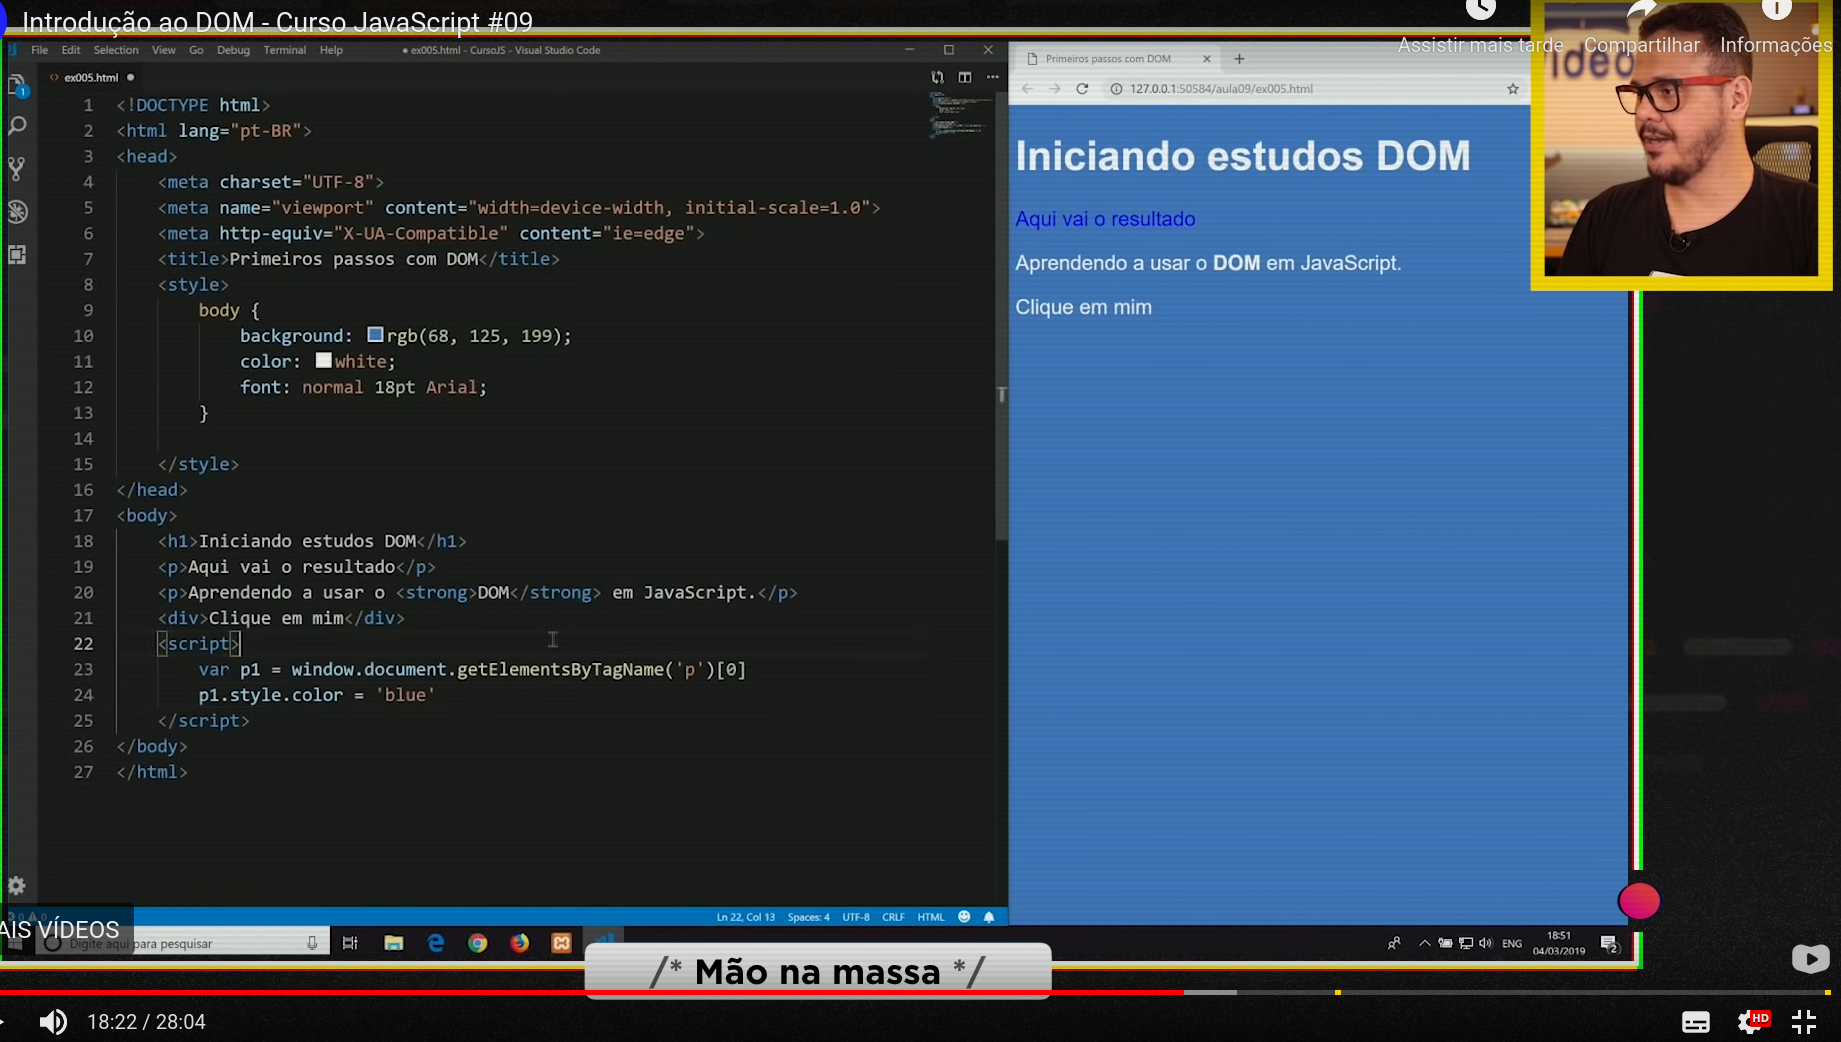 Introdução ao DOM - Curso JavaScript #09
Assistir mais tarde
Compartilhar
Informações
File Edit Selection View Go Debug Terminal Help
● ex005.html - CursoJS - Visual Studio Code
<> ex005.html ●
1
1 <!DOCTYPE html>
2 <html lang="pt-BR">
3 <head>
4 <meta charset="UTF-8">
5 <meta name="viewport" content="width=device-width, initial-scale=1.0">
6 <meta http-equiv="X-UA-Compatible" content="ie=edge">
7 <title>Primeiros passos com DOM</title>
8 <style>
9 body {
10 background: rgb(68, 125, 199);
11 color: white;
12 font: normal 18pt Arial;
13 }
14
15 </style>
16 </head>
17 <body>
18 <h1>Iniciando estudos DOM</h1>
19 <p>Aqui vai o resultado</p>
20 <p>Aprendendo a usar o <strong>DOM</strong> em JavaScript.</p>
21 <div>Clique em mim</div>
22 <script>
23 var p1 = window.document.getElementsByTagName('p')[0]
24 p1.style.color = 'blue'
25 </script>
26 </body>
27 </html>
0 0
Ln 22, Col 13 Spaces: 4 UTF-8 CRLF HTML
Primeiros passos com DOM
127.0.0.1:50584/aula09/ex005.html
Iniciando estudos DOM
Aqui vai o resultado
Aprendendo a usar o DOM em JavaScript.
Clique em mim
AIS VÍDEOS
Digite aqui para pesquisar
ENG
18:51
04/03/2019
2
/* Mão na massa */
18:22 / 28:04
HD